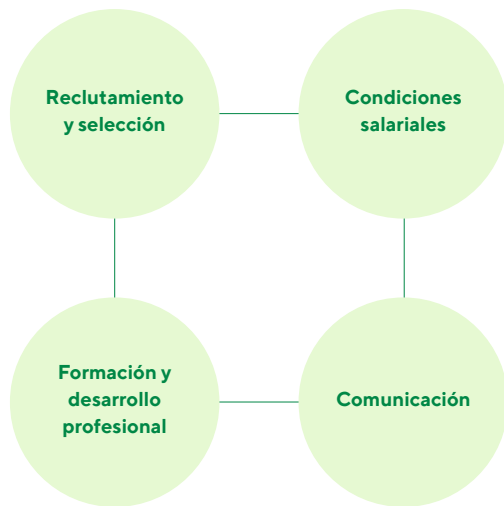 Reclutamiento
y selección
Condiciones
salariales
Formación y
desarrollo
profesional
Comunicación